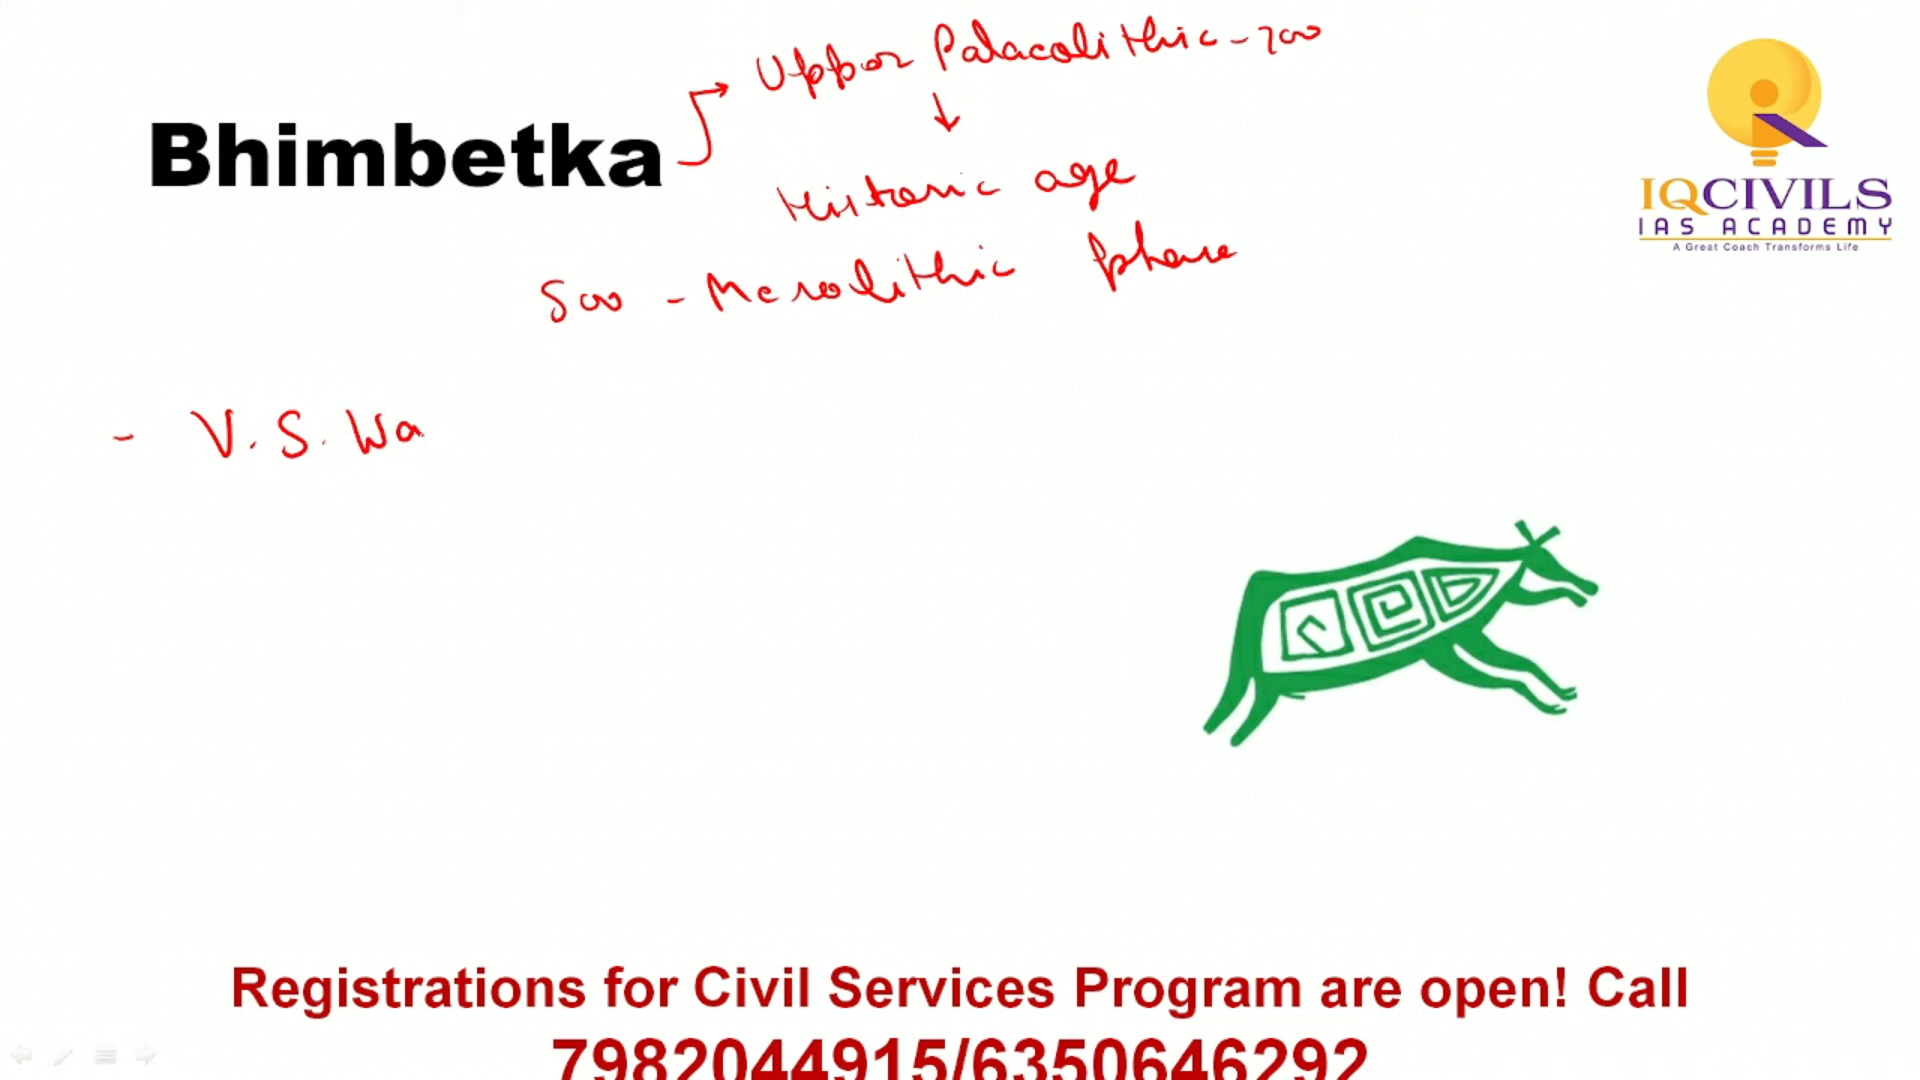 Upper Palaeolithic - 700
Bhimbetka
Historic age
500 - Mesolithic phase
- V. S. Wa
IQCIVILS
IAS ACADEMY
A Great Coach Transforms Life
Registrations for Civil Services Program are open! Call
7982044915/6350646292